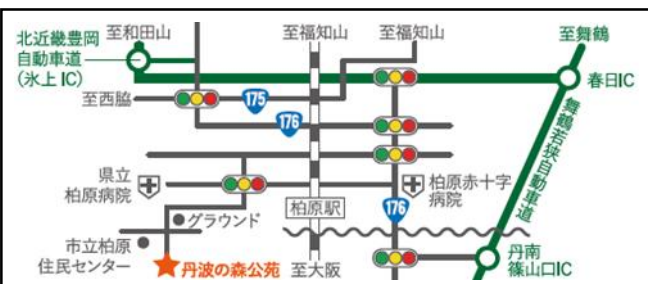 至和田山
至福知山
至福知山
至舞鶴
北近畿豊岡
自動車道
(氷上IC)
春日IC
至西脇
175
176
舞鶴若狭自動車道
県立
柏原病院
柏原赤十字
病院
柏原駅
176
グラウンド
市立柏原
住民センター
丹波の森公苑
至大阪
丹南
篠山口IC